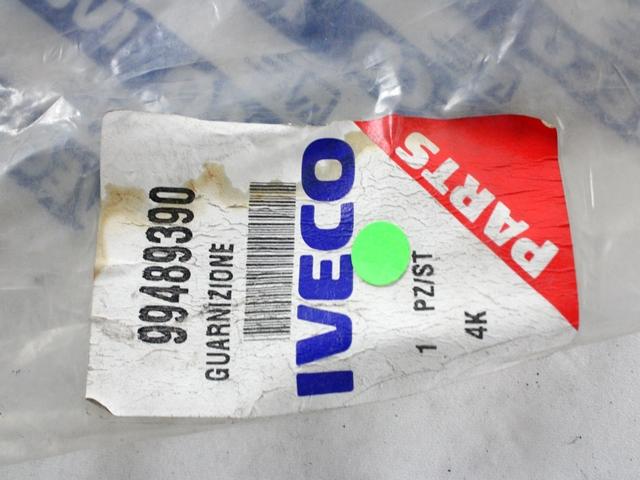 PARTS
IVECO
99489390
GUARNIZIONE
1 PZ/ST
4K